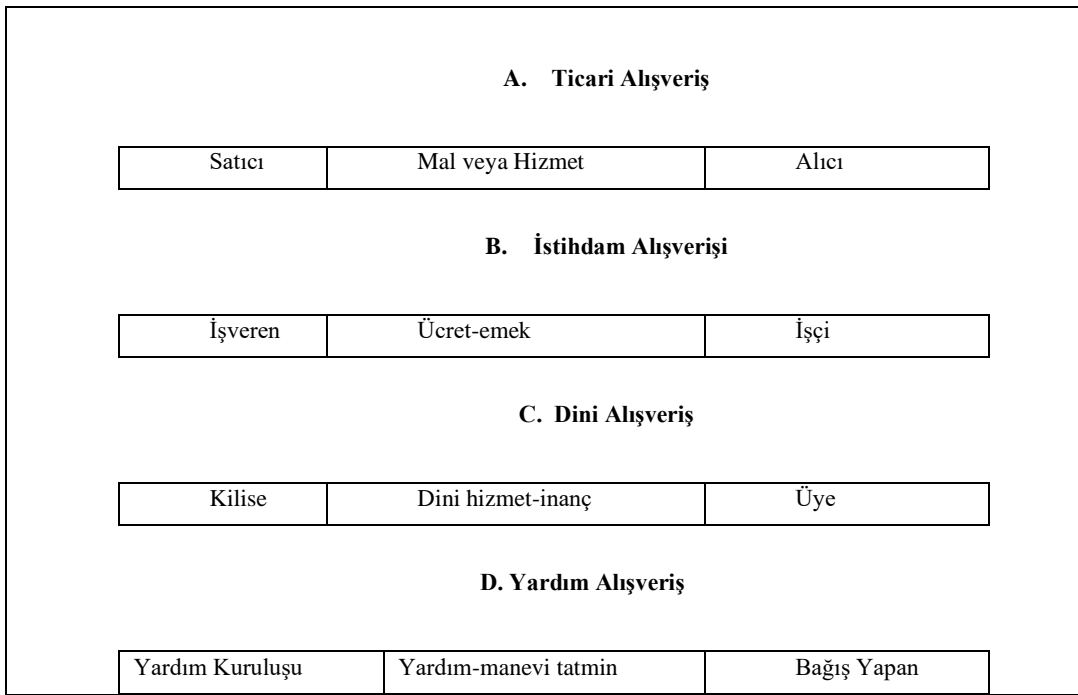 A. Ticari Alışveriş
Satıcı Mal veya Hizmet Alıcı
B. İstihdam Alışverişi
İşveren Ücret-emek İşçi
C. Dini Alışveriş
Kilise Dini hizmet-inanç Üye
D. Yardım Alışveriş
Yardım Kuruluşu Yardım-manevi tatmin Bağış Yapan